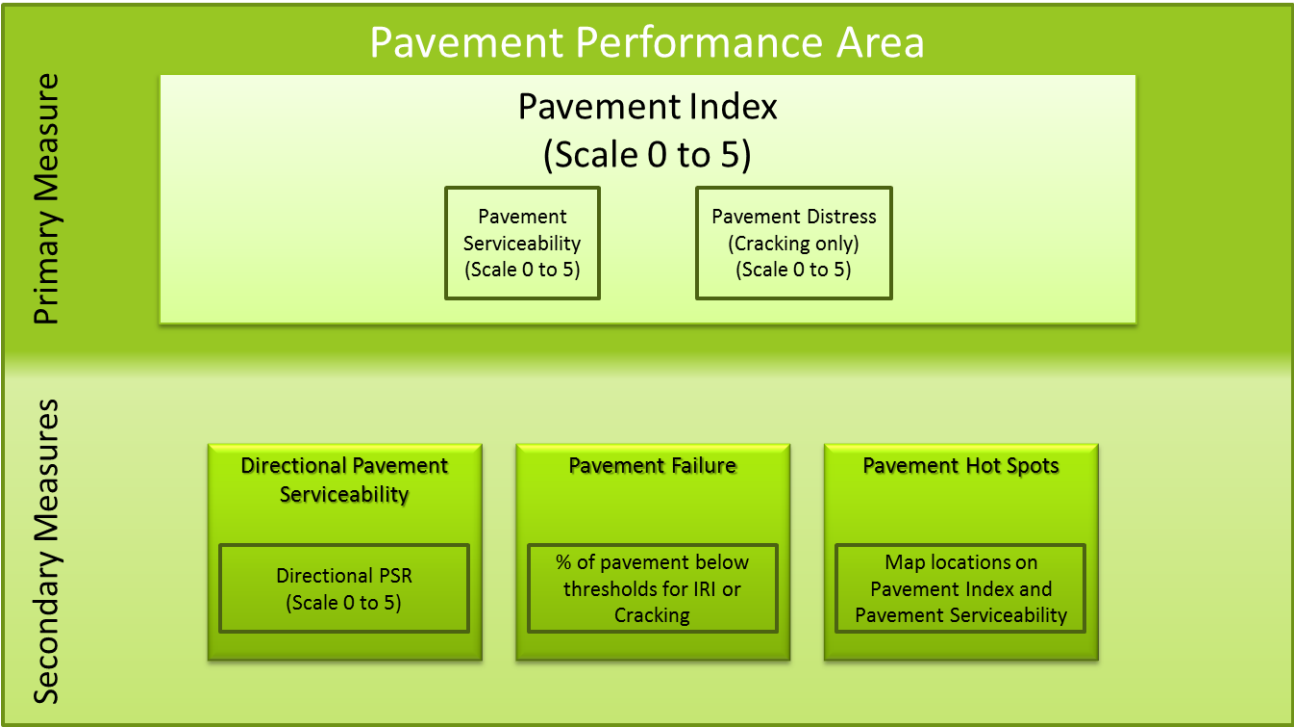 Pavement Performance Area
Primary Measure
Pavement Index
(Scale 0 to 5)
Pavement
Serviceability
(Scale 0 to 5)
Pavement Distress
(Cracking only)
(Scale 0 to 5)
Secondary Measures
Directional Pavement
Serviceability
Directional PSR
(Scale 0 to 5)
Pavement Failure
% of pavement below
thresholds for IRI or
Cracking
Pavement Hot Spots
Map locations on
Pavement Index and
Pavement Serviceability